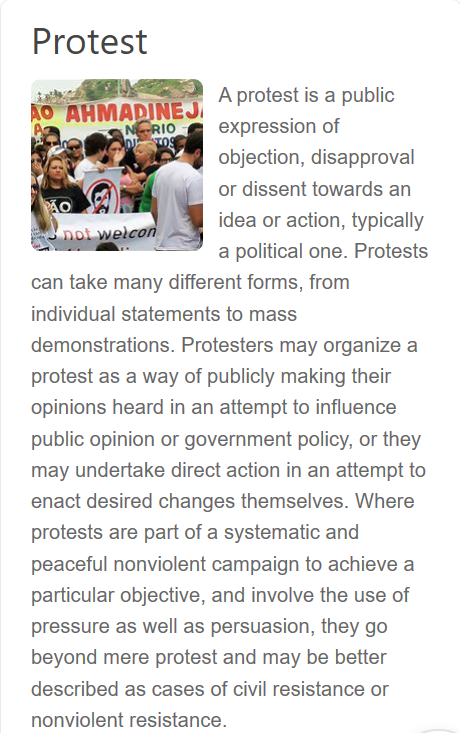 Protest
ÃO AHMADINEJ
NÃO
not welcom
A protest is a public
expression of
objection, disapproval
or dissent towards an
idea or action, typically
a political one. Protests
can take many different forms, from
individual statements to mass
demonstrations. Protesters may organize a
protest as a way of publicly making their
opinions heard in an attempt to influence
public opinion or government policy, or they
may undertake direct action in an attempt to
enact desired changes themselves. Where
protests are part of a systematic and
peaceful nonviolent campaign to achieve a
particular objective, and involve the use of
pressure as well as persuasion, they go
beyond mere protest and may be better
described as cases of civil resistance or
nonviolent resistance.